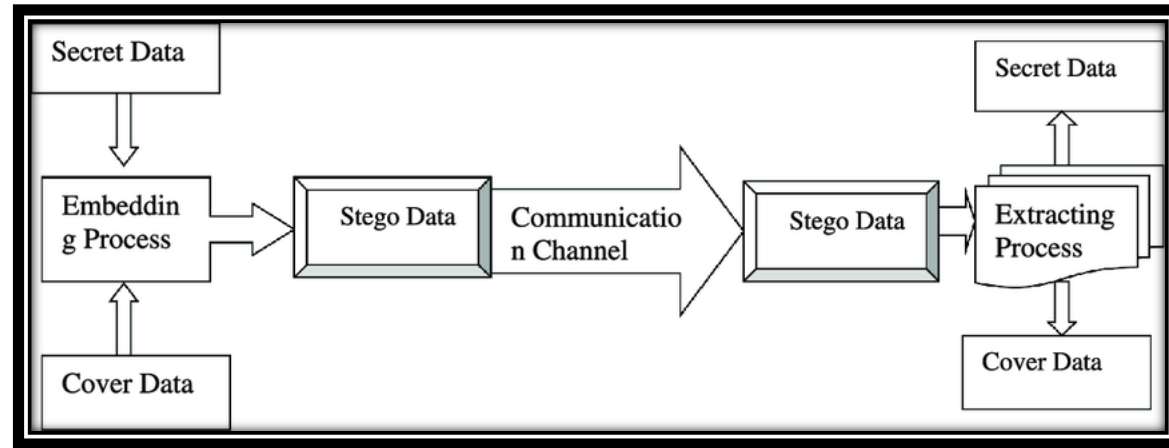 Secret Data
Embeddin
g Process
Cover Data
Stego Data
Communicatio
n Channel
Stego Data
Secret Data
Extracting
Process
Cover Data